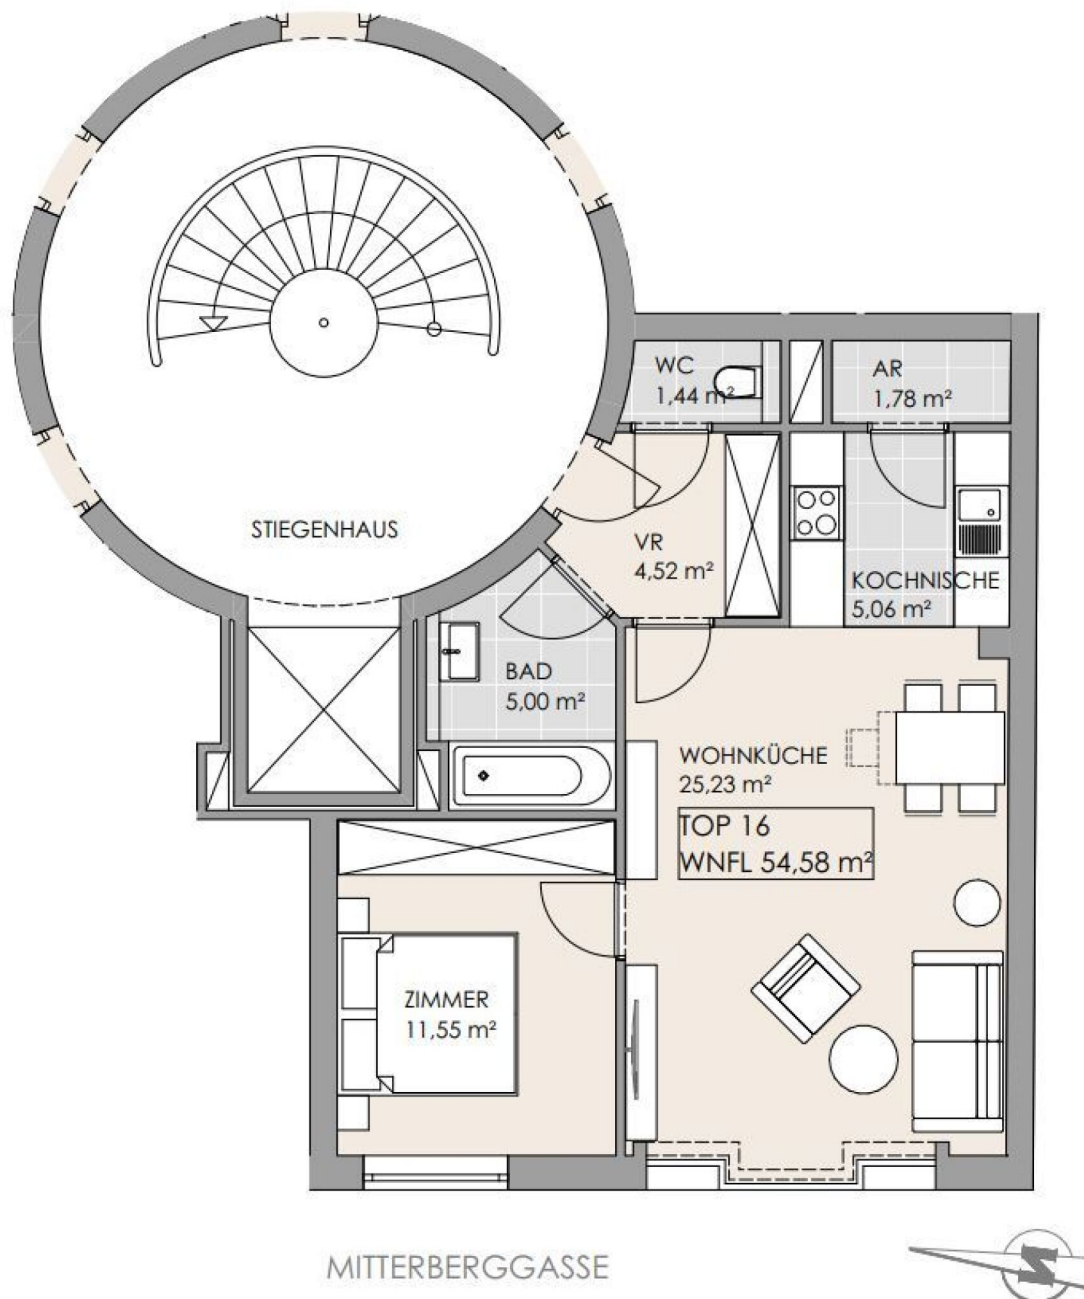 WC
1,44 m²
AR
1,78 m²
STIEGENHAUS
VR
4,52 m²
KOCHNISCHE
5,06 m²
BAD
5,00 m²
WOHNKÜCHE
25,23 m²
TOP 16
WNFL 54,58 m²
ZIMMER
11,55 m²
MITTERBERGGASSE
N